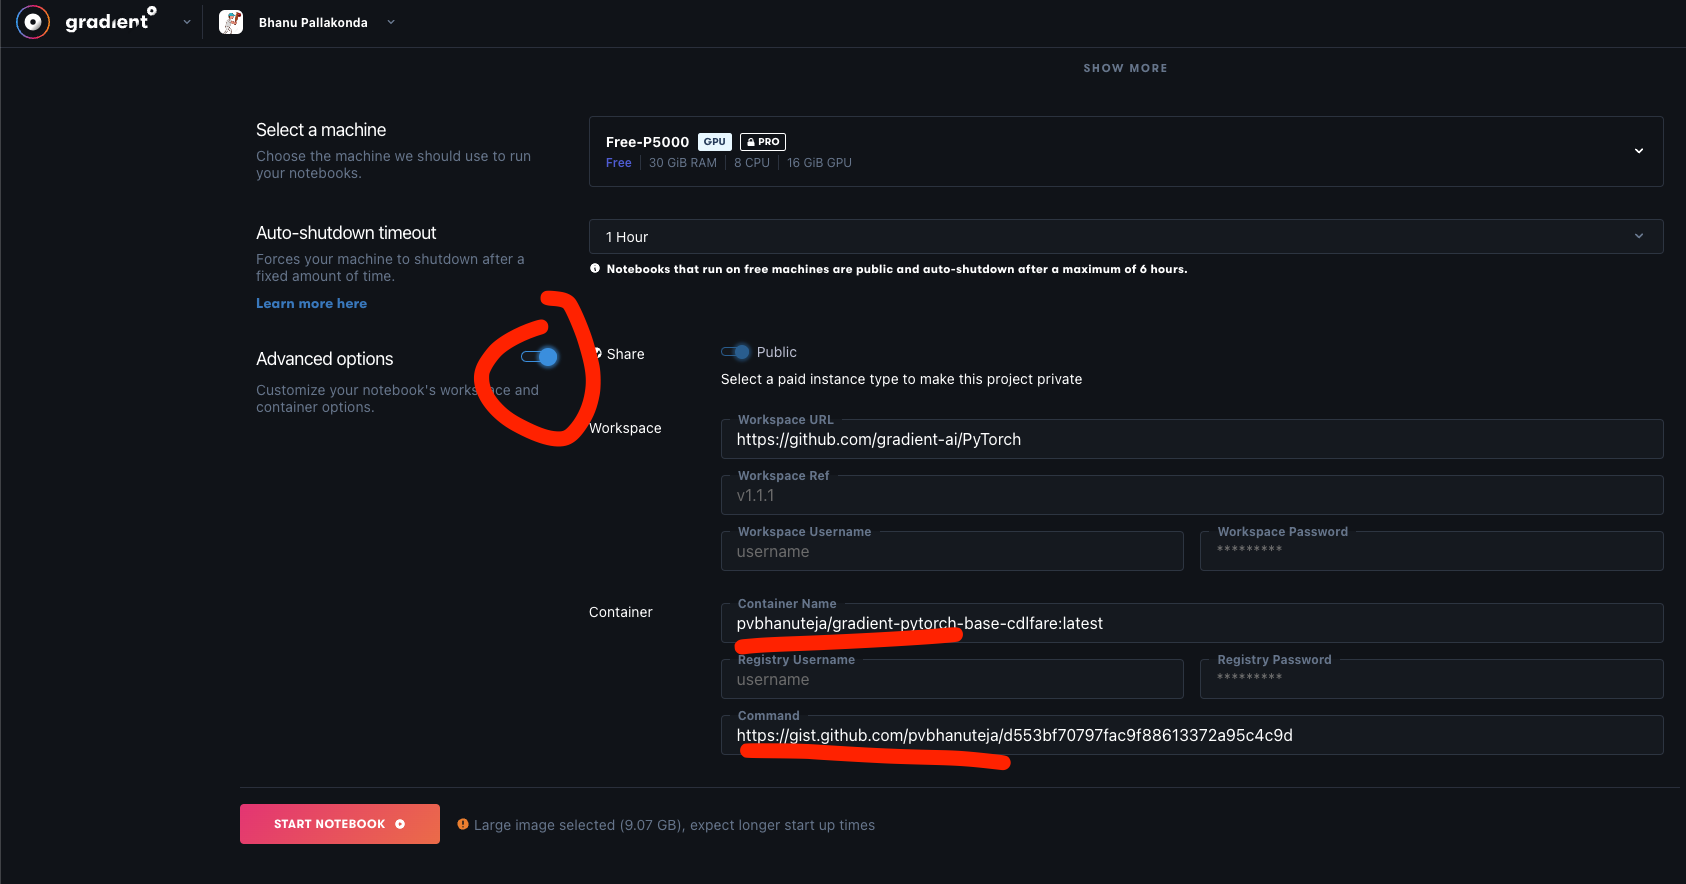 gradient
Bhanu Pallakonda
SHOW MORE
Select a machine
Choose the machine we should use to run
your notebooks.
Free-P5000 GPU PRO
Free 30 GiB RAM 8 CPU 16 GiB GPU
Auto-shutdown timeout
Forces your machine to shutdown after a
fixed amount of time.
Learn more here
1 Hour
Notebooks that run on free machines are public and auto-shutdown after a maximum of 6 hours.
Advanced options
Customize your notebook's workspace and
container options.
Share
Public
Select a paid instance type to make this project private
Workspace
Workspace URL
https://github.com/gradient-ai/PyTorch
Workspace Ref
v1.1.1
Workspace Username
username
Workspace Password
*********
Container
Container Name
pvbhanuteja/gradient-pytorch-base-cdlfare:latest
Registry Username
username
Registry Password
*********
Command
https://gist.github.com/pvbhanuteja/d553bf70797fac9f88613372a95c4c9d
START NOTEBOOK
Large image selected (9.07 GB), expect longer start up times